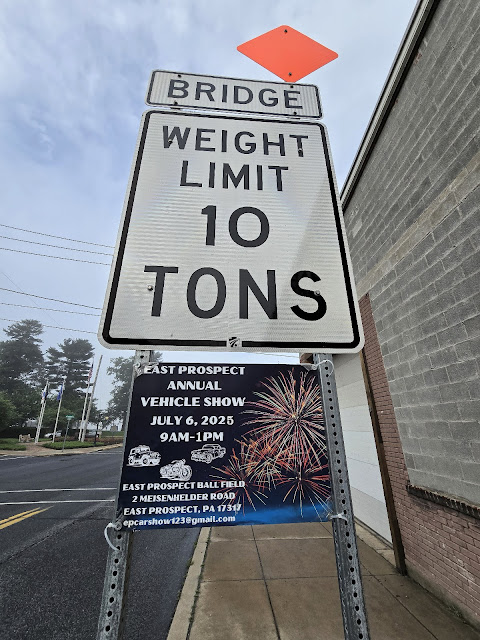 BRIDGE
WEIGHT
LIMIT
10
TONS
EAST PROSPECT
ANNUAL
VEHICLE SHOW
JULY 6, 2025
9AM-1PM
EAST PROSPECT BALL FIELD
2 MEISENHELDER ROAD
EAST PROSPECT, PA 17317
epcarshow123@gmail.com